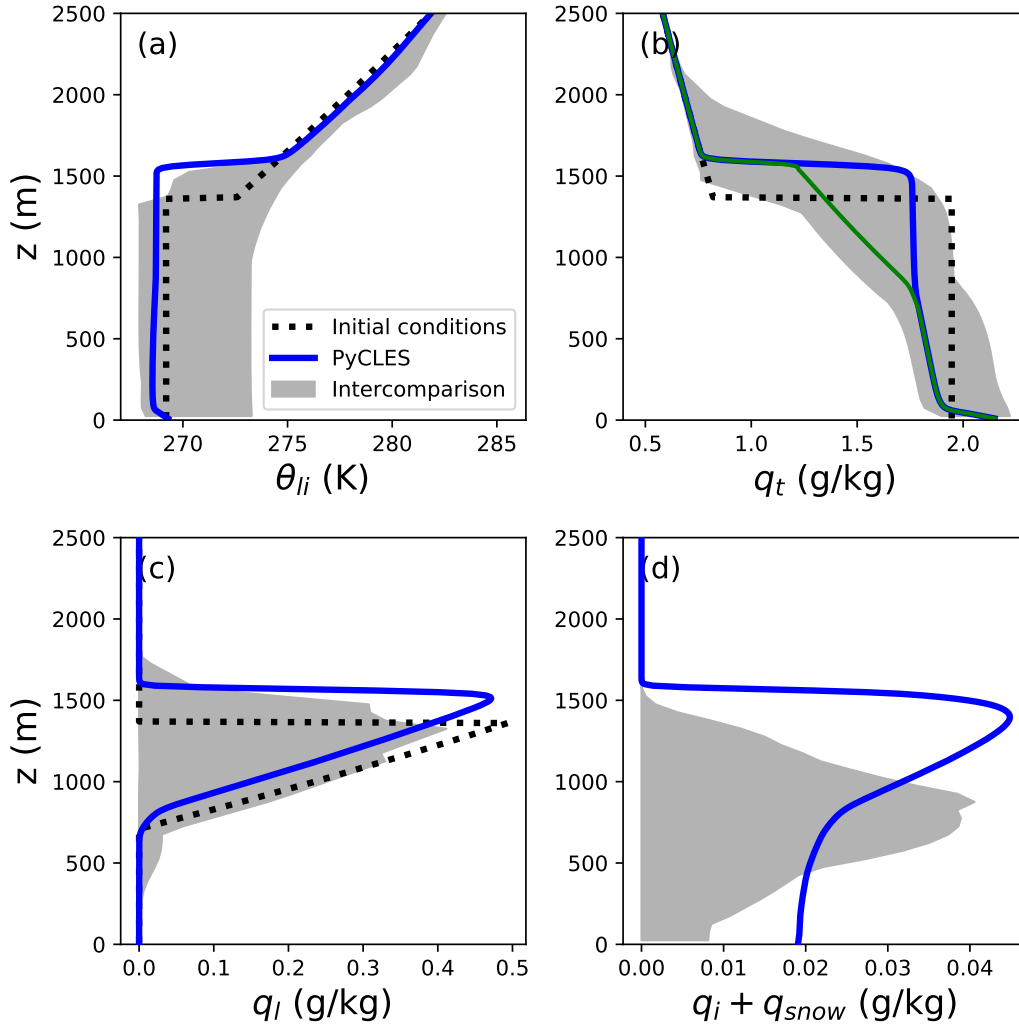 2500
2000
1500
1000
500
0
z (m)
(a)
Initial conditions
PyCLES
Intercomparison
270 275 280 285
θli (K)
2500
2000
1500
1000
500
0
(b)
0.5 1.0 1.5 2.0
qt (g/kg)
2500
2000
1500
1000
500
0
z (m)
(c)
0.0 0.1 0.2 0.3 0.4 0.5
ql (g/kg)
2500
2000
1500
1000
500
0
(d)
0.00 0.01 0.02 0.03 0.04
qi + qsnow (g/kg)